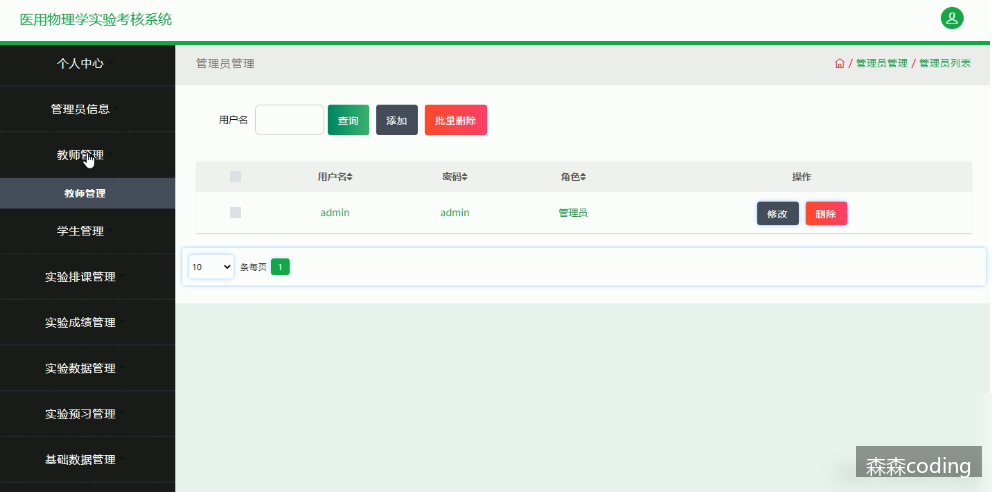 医用物理学实验考核系统
个人中心
管理员信息
教师管理
教师管理
学生管理
实验排课管理
实验成绩管理
实验数据管理
实验预习管理
基础数据管理
管理员管理
/ 管理员管理 / 管理员列表
用户名 查询 添加 批量删除
用户名 密码 角色 操作
admin admin 管理员 修改 删除
10 条每页 1
森森coding